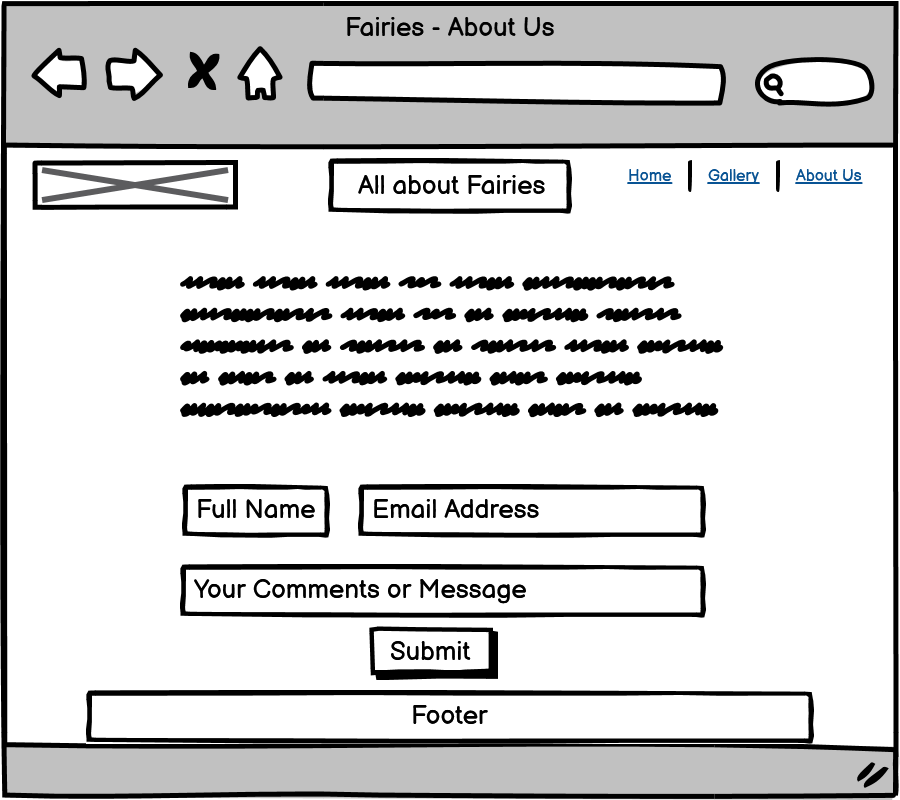 Fairies - About Us
All about Fairies
Home
Gallery
About Us
Full Name
Email Address
Your Comments or Message
Submit
Footer